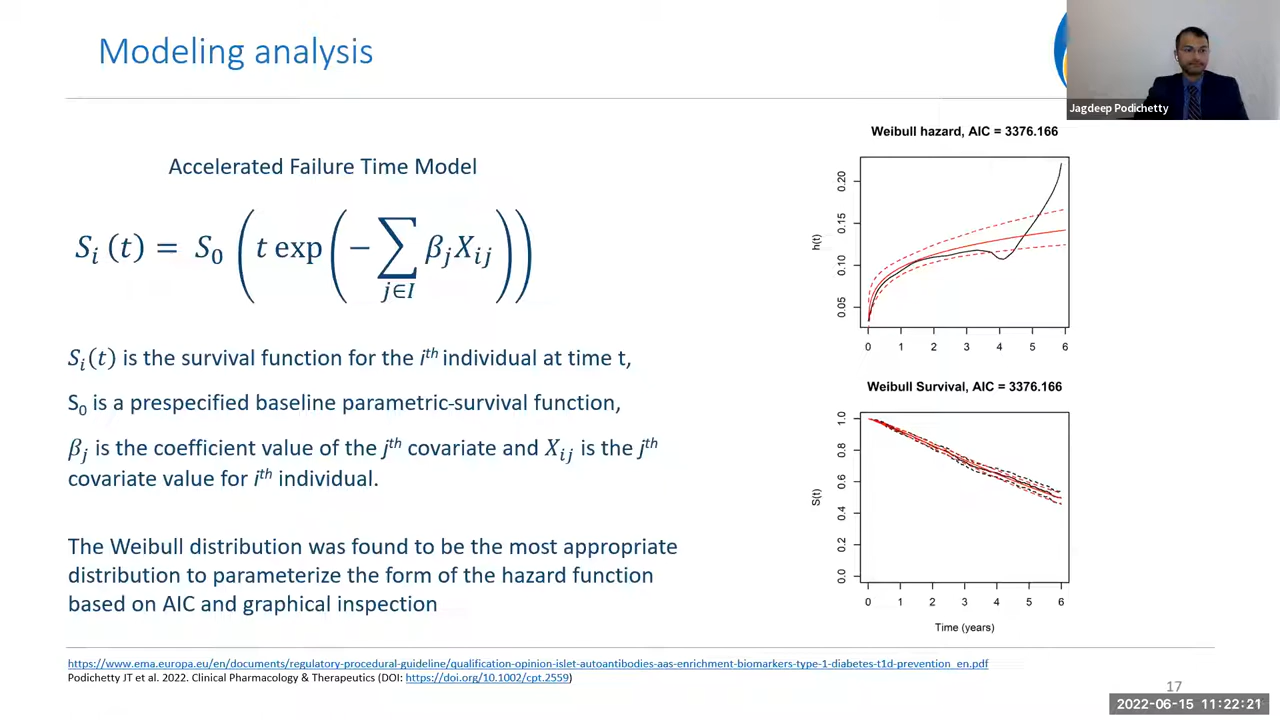 Modeling analysis
Jagdeep Podichetty
Accelerated Failure Time Model
S_i (t) = S_0 ( t exp ( − ∑_{j∈I} β_j X_{ij} ) )
S_i(t) is the survival function for the i^th individual at time t,
S_0 is a prespecified baseline parametric-survival function,
β_j is the coefficient value of the j^th covariate and X_{ij} is the j^th
covariate value for i^th individual.
The Weibull distribution was found to be the most appropriate
distribution to parameterize the form of the hazard function
based on AIC and graphical inspection
Weibull hazard, AIC = 3376.166
h(t)
0.20
0.15
0.10
0.05
0 1 2 3 4 5 6
Weibull Survival, AIC = 3376.166
S(t)
1.0
0.8
0.6
0.4
0.2
0.0
0 1 2 3 4 5 6
Time (years)
https://www.ema.europa.eu/en/documents/regulatory-procedural-guideline/qualification-opinion-islet-autoantibodies-aas-enrichment-biomarkers-type-1-diabetes-t1d-prevention_en.pdf
Podichetty JT et al. 2022. Clinical Pharmacology & Therapeutics (DOI: https://doi.org/10.1002/cpt.2559)
17
2022-06-15 11:22:21